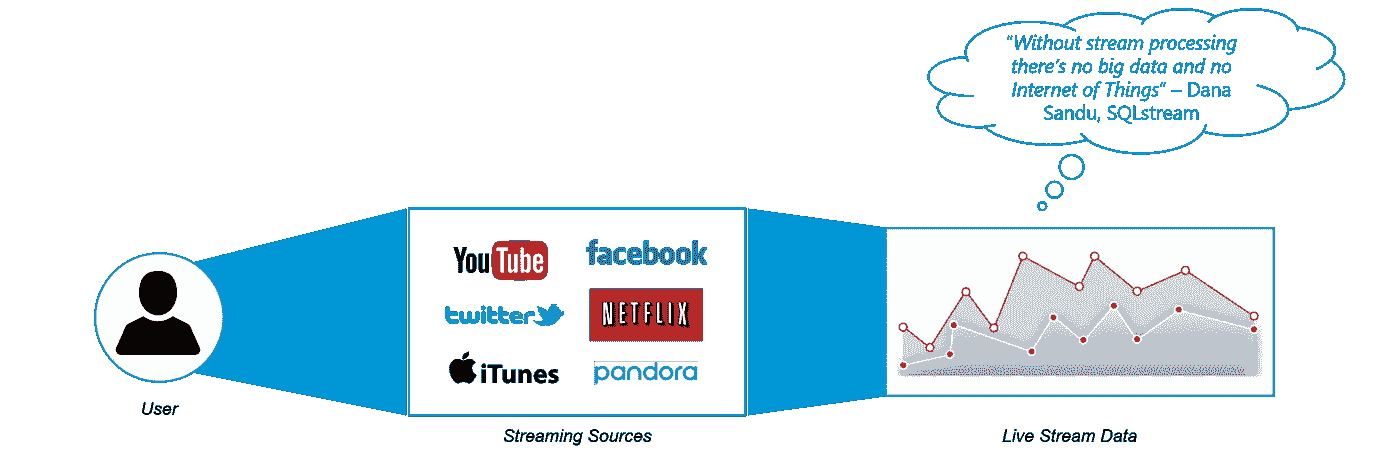 "Without stream processing
there's no big data and no
Internet of Things" – Dana
Sandu, SQLstream
YouTube
facebook
twitter
NETFLIX
iTunes
pandora
User
Streaming Sources
Live Stream Data